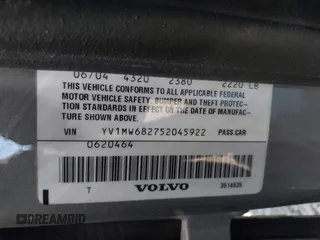 06/04 4320 2380 2220 LB
THIS VEHICLE CONFORMS TO ALL APPLICABLE FEDERAL
MOTOR VEHICLE SAFETY, BUMPER AND THEFT PROTEC-
TION STANDARDS IN EFFECT ON THE DATE OF MANUFAC-
TURE SHOWN ABOVE.
VIN YV1MW682752045922 PASS CAR
0620464
T VOLVO 3514835
DREAMBID